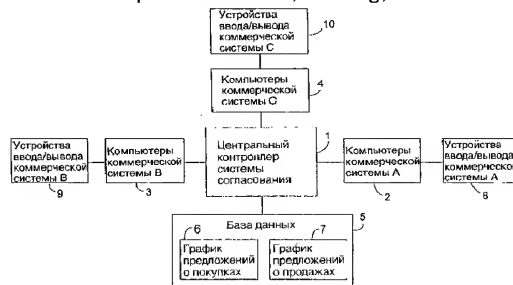 Устройства
ввода/вывода
коммерческой
системы С
10
Компьютеры
коммерческой
системы С
4
Устройства
ввода/вывода
коммерческой
системы В
9
Компьютеры
коммерческой
системы В
3
Центральный
контроллер
системы
согласования
1
Компьютеры
коммерческой
системы А
2
Устройства
ввода/вывода
коммерческой
системы А
8
База данных
5
6
График
предложений
о покупках
7
График
предложений
о продажах